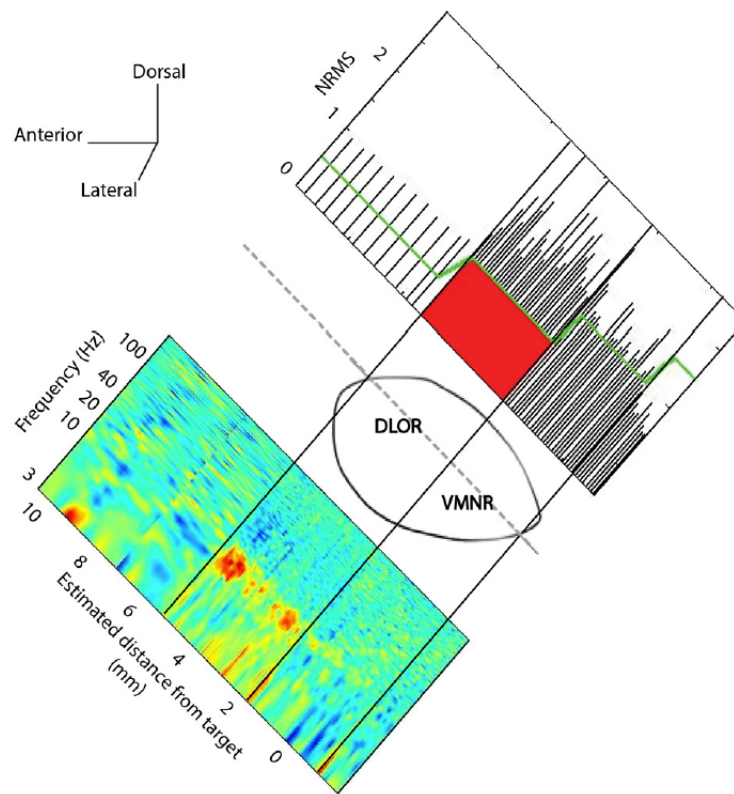 Dorsal
Anterior
Lateral
NRMS
2
1
0
DLOR
VMNR
Frequency (Hz)
100
40
20
10
3
10
8
6
4
2
0
Estimated distance from target
(mm)